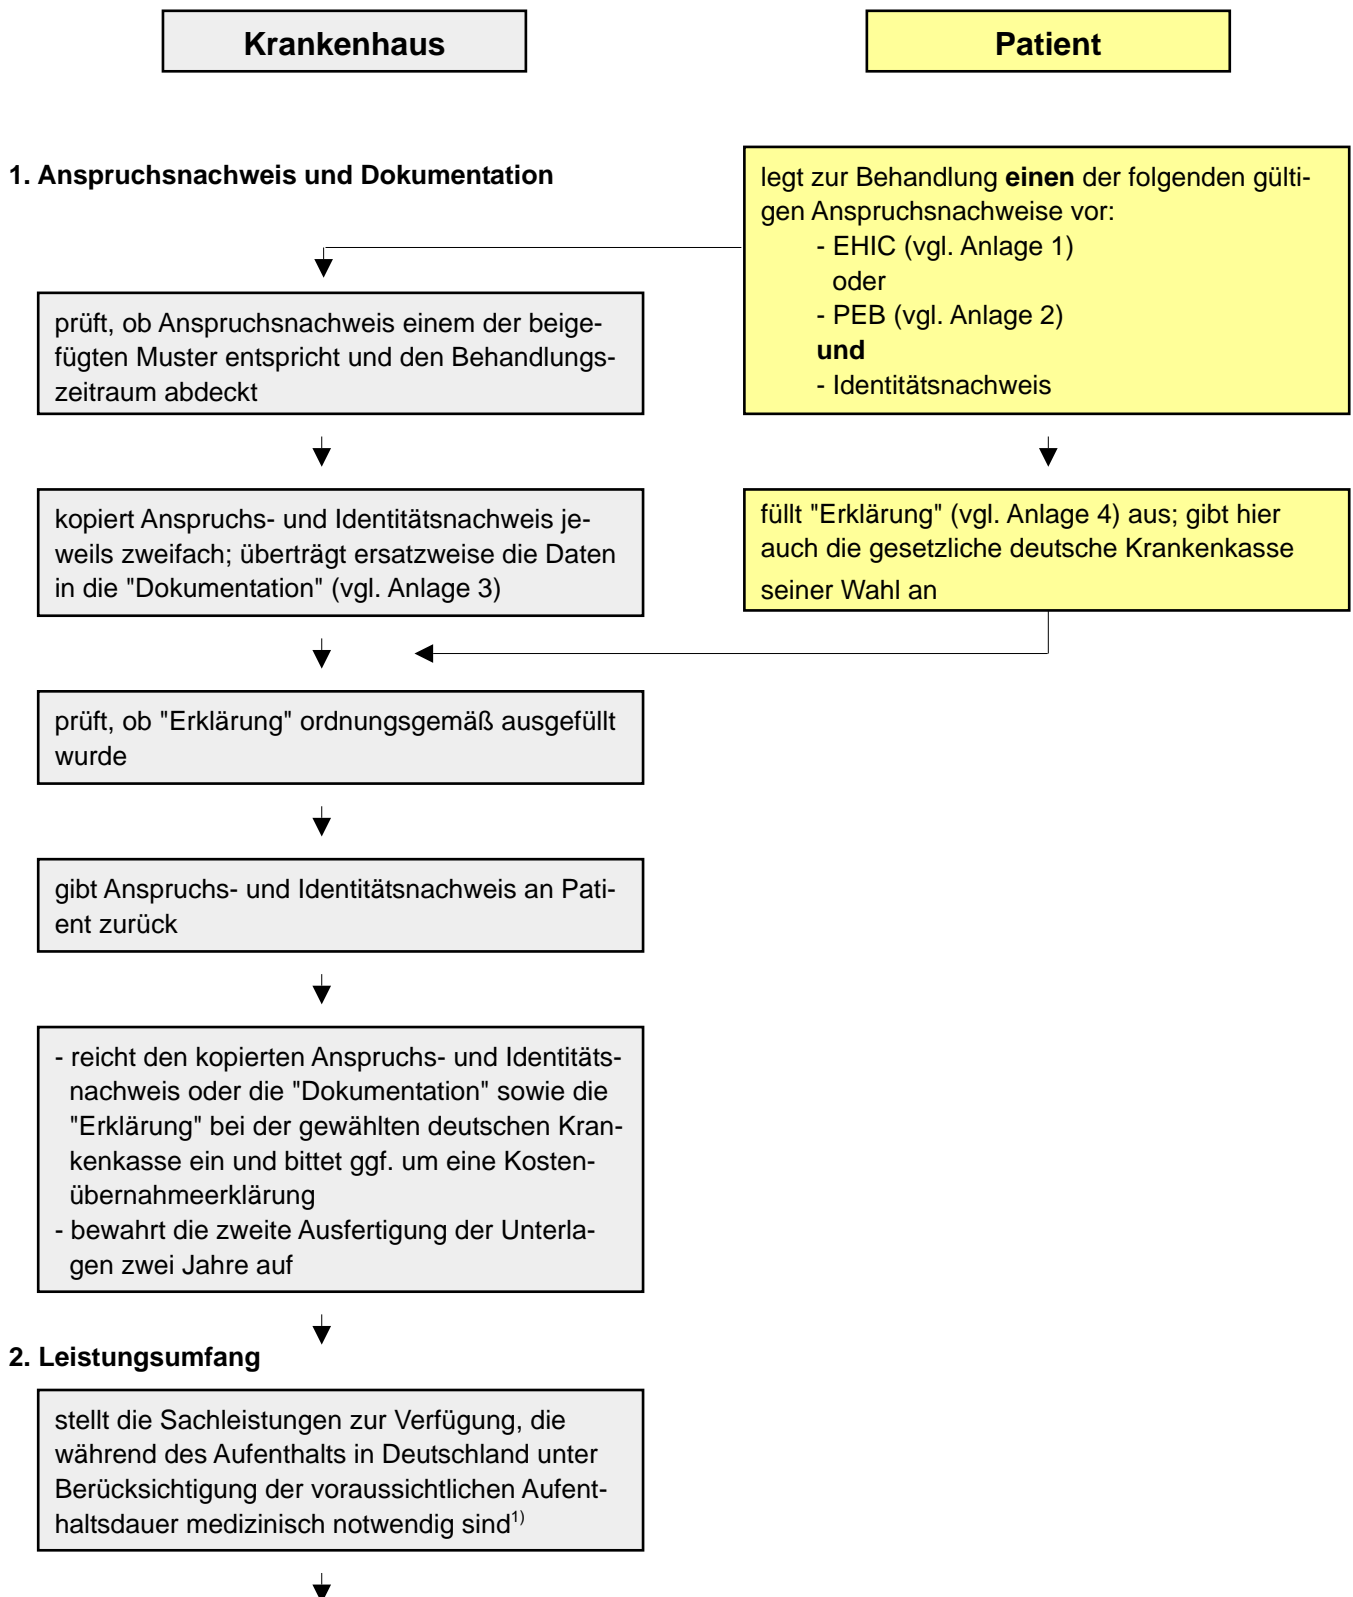 Krankenhaus
Patient
1. Anspruchsnachweis und Dokumentation
legt zur Behandlung einen der folgenden gülti-
gen Anspruchsnachweise vor:
- EHIC (vgl. Anlage 1)
oder
- PEB (vgl. Anlage 2)
und
- Identitätsnachweis
prüft, ob Anspruchsnachweis einem der beige-
fügten Muster entspricht und den Behandlungs-
zeitraum abdeckt
kopiert Anspruchs- und Identitätsnachweis je-
weils zweifach; überträgt ersatzweise die Daten
in die "Dokumentation" (vgl. Anlage 3)
füllt "Erklärung" (vgl. Anlage 4) aus; gibt hier
auch die gesetzliche deutsche Krankenkasse
seiner Wahl an
prüft, ob "Erklärung" ordnungsgemäß ausgefüllt
wurde
gibt Anspruchs- und Identitätsnachweis an Pati-
ent zurück
- reicht den kopierten Anspruchs- und Identitäts-
nachweis oder die "Dokumentation" sowie die
"Erklärung" bei der gewählten deutschen Kran-
kenkasse ein und bittet ggf. um eine Kosten-
übernahmeerklärung
- bewahrt die zweite Ausfertigung der Unterla-
gen zwei Jahre auf
2. Leistungsumfang
stellt die Sachleistungen zur Verfügung, die
während des Aufenthalts in Deutschland unter
Berücksichtigung der voraussichtlichen Aufent-
haltsdauer medizinisch notwendig sind1)